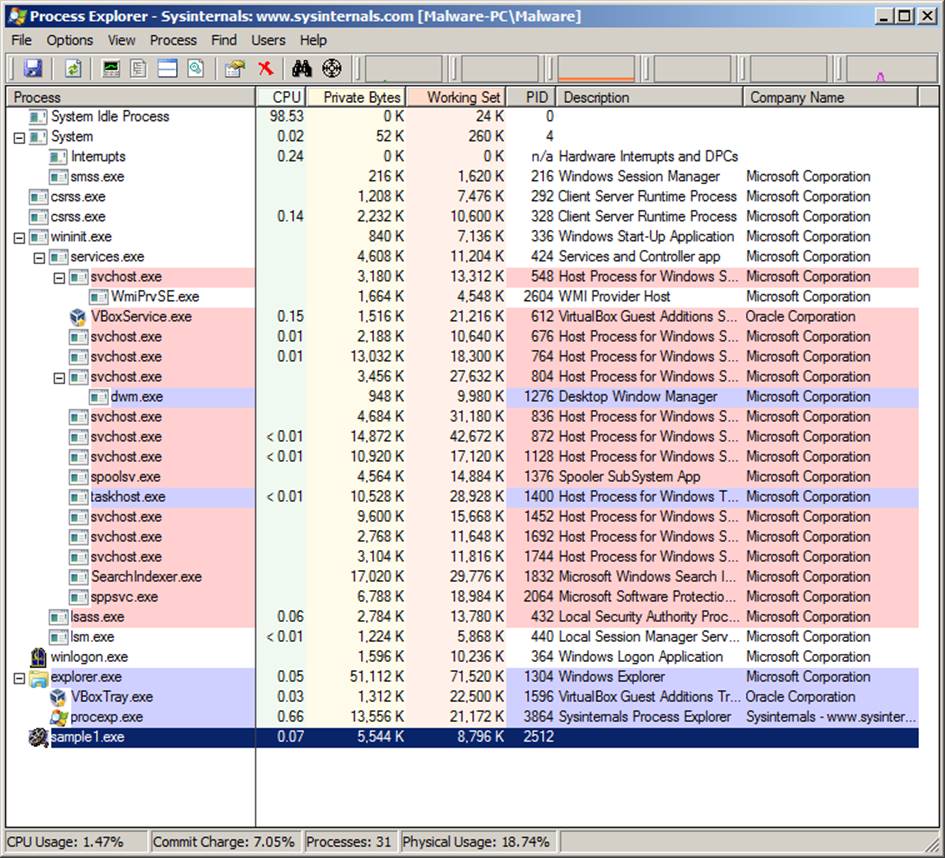 Process Explorer - Sysinternals: www.sysinternals.com [Malware-PC\Malware]
File Options View Process Find Users Help
Process CPU Private Bytes Working Set PID Description Company Name
System Idle Process 98.53 0 K 24 K 0
System 0.02 52 K 260 K 4
Interrupts 0.24 0 K 0 K n/a Hardware Interrupts and DPCs
smss.exe 216 K 1,620 K 216 Windows Session Manager Microsoft Corporation
csrss.exe 1,208 K 7,476 K 292 Client Server Runtime Process Microsoft Corporation
csrss.exe 0.14 2,232 K 10,600 K 328 Client Server Runtime Process Microsoft Corporation
wininit.exe 840 K 7,136 K 336 Windows Start-Up Application Microsoft Corporation
services.exe 4,608 K 11,204 K 424 Services and Controller app Microsoft Corporation
svchost.exe 3,180 K 13,312 K 548 Host Process for Windows S... Microsoft Corporation
WmiPrvSE.exe 1,664 K 4,548 K 2604 WMI Provider Host Microsoft Corporation
VBoxService.exe 0.15 1,516 K 21,216 K 612 VirtualBox Guest Additions S... Oracle Corporation
svchost.exe 0.01 2,188 K 10,640 K 676 Host Process for Windows S... Microsoft Corporation
svchost.exe 0.01 13,032 K 18,300 K 764 Host Process for Windows S... Microsoft Corporation
svchost.exe 3,456 K 27,632 K 804 Host Process for Windows S... Microsoft Corporation
dwm.exe 948 K 9,980 K 1276 Desktop Window Manager Microsoft Corporation
svchost.exe 4,684 K 31,180 K 836 Host Process for Windows S... Microsoft Corporation
svchost.exe < 0.01 14,872 K 42,672 K 872 Host Process for Windows S... Microsoft Corporation
svchost.exe < 0.01 10,920 K 17,120 K 1128 Host Process for Windows S... Microsoft Corporation
spoolsv.exe 4,564 K 14,884 K 1376 Spooler SubSystem App Microsoft Corporation
taskhost.exe < 0.01 10,528 K 28,928 K 1400 Host Process for Windows T... Microsoft Corporation
svchost.exe 9,600 K 15,668 K 1452 Host Process for Windows S... Microsoft Corporation
svchost.exe 2,768 K 11,648 K 1692 Host Process for Windows S... Microsoft Corporation
svchost.exe 3,104 K 11,816 K 1744 Host Process for Windows S... Microsoft Corporation
SearchIndexer.exe 17,020 K 29,776 K 1832 Microsoft Windows Search I... Microsoft Corporation
sppsvc.exe 6,788 K 18,984 K 2064 Microsoft Software Protectio... Microsoft Corporation
lsass.exe 0.06 2,784 K 13,780 K 432 Local Security Authority Proc... Microsoft Corporation
lsm.exe < 0.01 1,224 K 5,868 K 440 Local Session Manager Serv... Microsoft Corporation
winlogon.exe 1,596 K 10,236 K 364 Windows Logon Application Microsoft Corporation
explorer.exe 0.05 51,112 K 71,520 K 1304 Windows Explorer Microsoft Corporation
VBoxTray.exe 0.03 1,312 K 22,500 K 1596 VirtualBox Guest Additions Tr... Oracle Corporation
procexp.exe 0.66 13,556 K 21,172 K 3864 Sysinternals Process Explorer Sysinternals - www.sysinter...
sample1.exe 0.07 5,544 K 8,796 K 2512
CPU Usage: 1.47% Commit Charge: 7.05% Processes: 31 Physical Usage: 18.74%